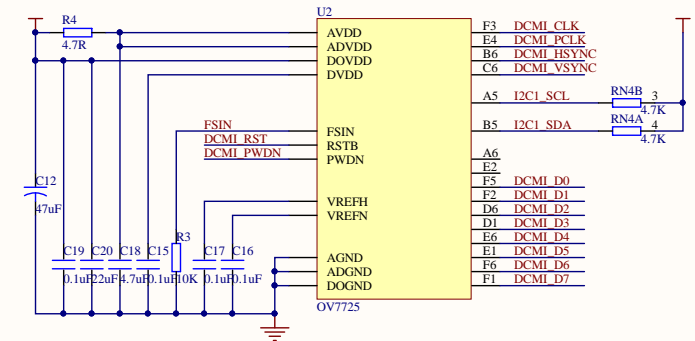 U2
R4
4.7R
AVDD
ADVDD
DOVDD
DVDD
FSIN
RSTB
PWDN
VREFH
VREFN
AGND
ADGND
DOGND
OV7725
FSIN
DCMI_RST
DCMI_PWDN
F3 DCMI_CLK
E4 DCMI_PCLK
B6 DCMI_HSYNC
C6 DCMI_VSYNC
A5 I2C1_SCL
RN4B 3
4.7K
B5 I2C1_SDA
RN4A 4
4.7K
A6
E2
F5 DCMI_D0
F2 DCMI_D1
D6 DCMI_D2
D1 DCMI_D3
E6 DCMI_D4
E1 DCMI_D5
F6 DCMI_D6
F1 DCMI_D7
C12
47uF
R3
C19 C20 C18 C15 C17 C16
0.1uF 22uF 4.7uF 0.1uF 10K 0.1uF 0.1uF